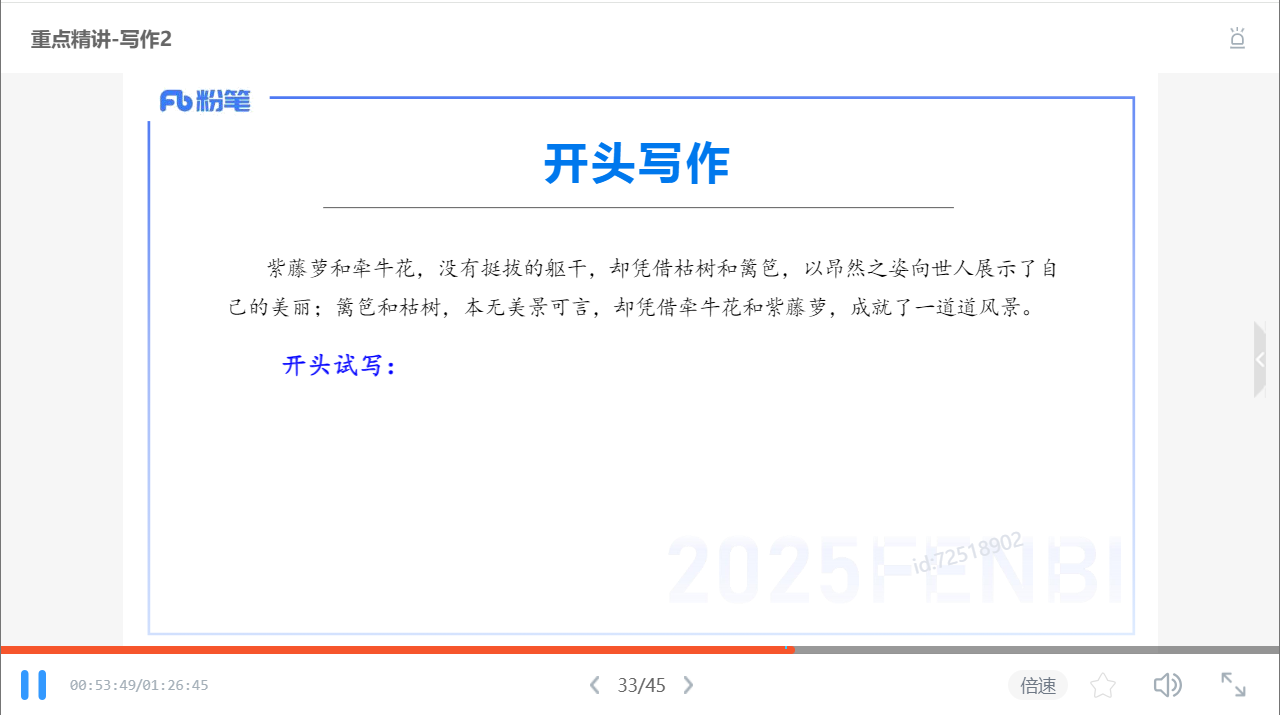 重点精讲-写作2
粉笔
开头写作
紫藤萝和牵牛花，没有挺拔的躯干，却凭借枯树和篱笆，以昂然之姿向世人展示了自
己的美丽；篱笆和枯树，本无美景可言，却凭借牵牛花和紫藤萝，成就了一道道风景。
开头试写：
2025FENBI
id:72518902
00:53:49/01:26:45
33/45
倍速